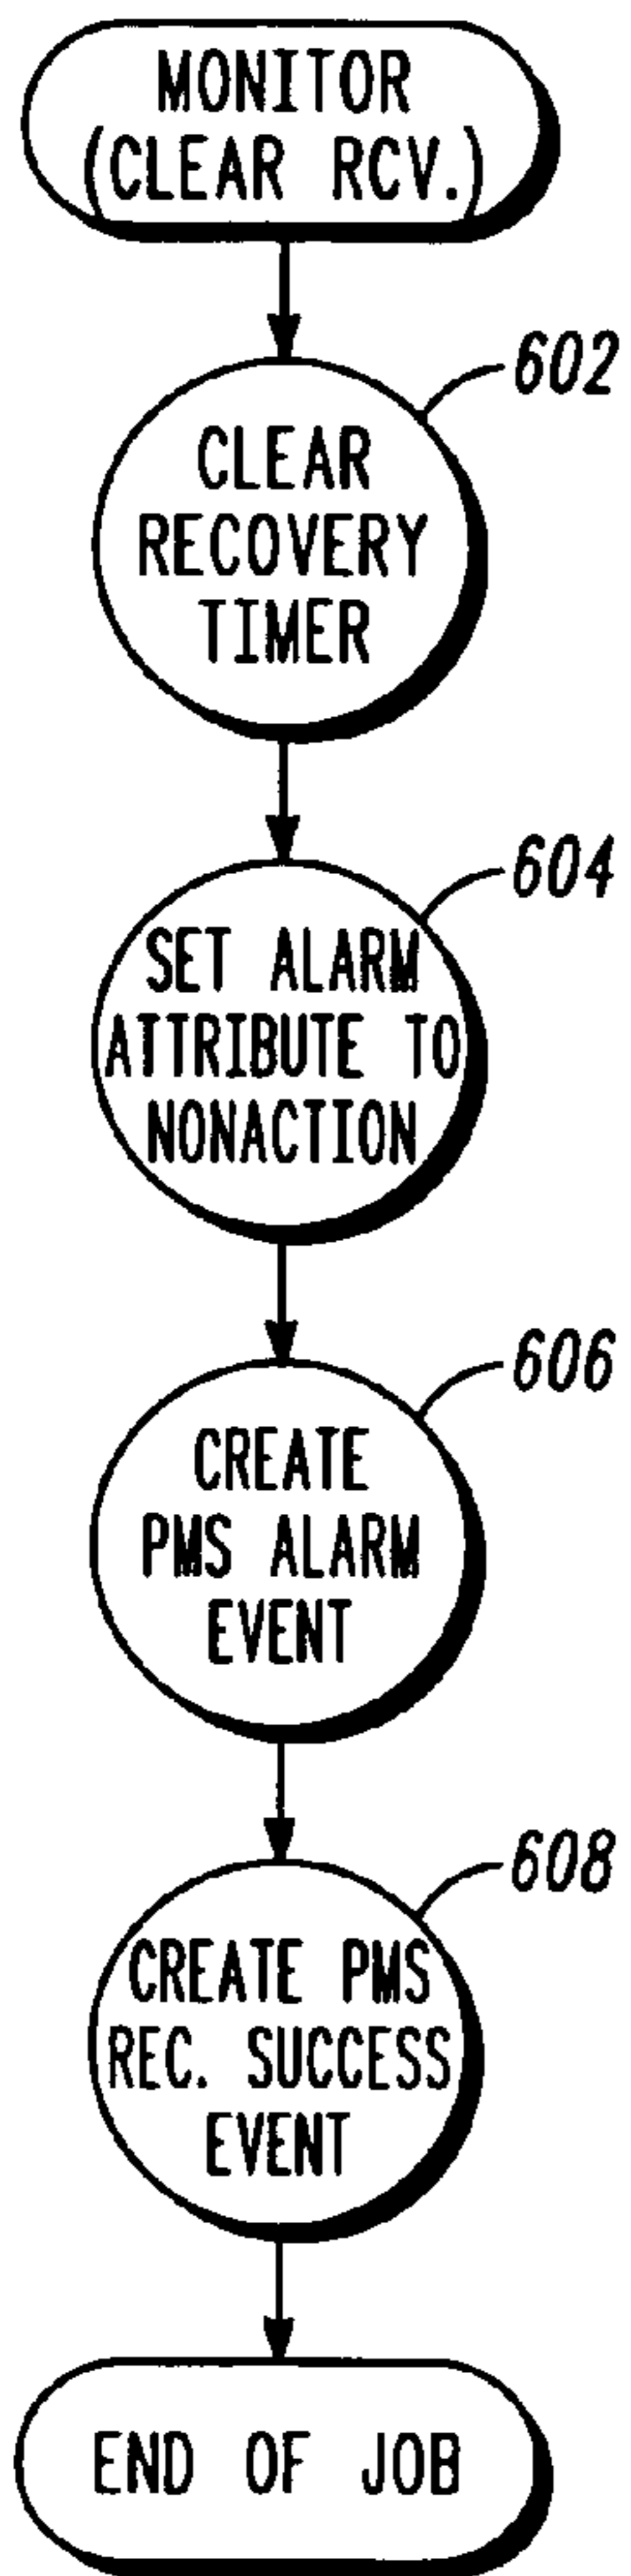 MONITOR
(CLEAR RCV.)
602
CLEAR
RECOVERY
TIMER
604
SET ALARM
ATTRIBUTE TO
NONACTION
606
CREATE
PMS ALARM
EVENT
608
CREATE PMS
REC. SUCCESS
EVENT
END OF JOB